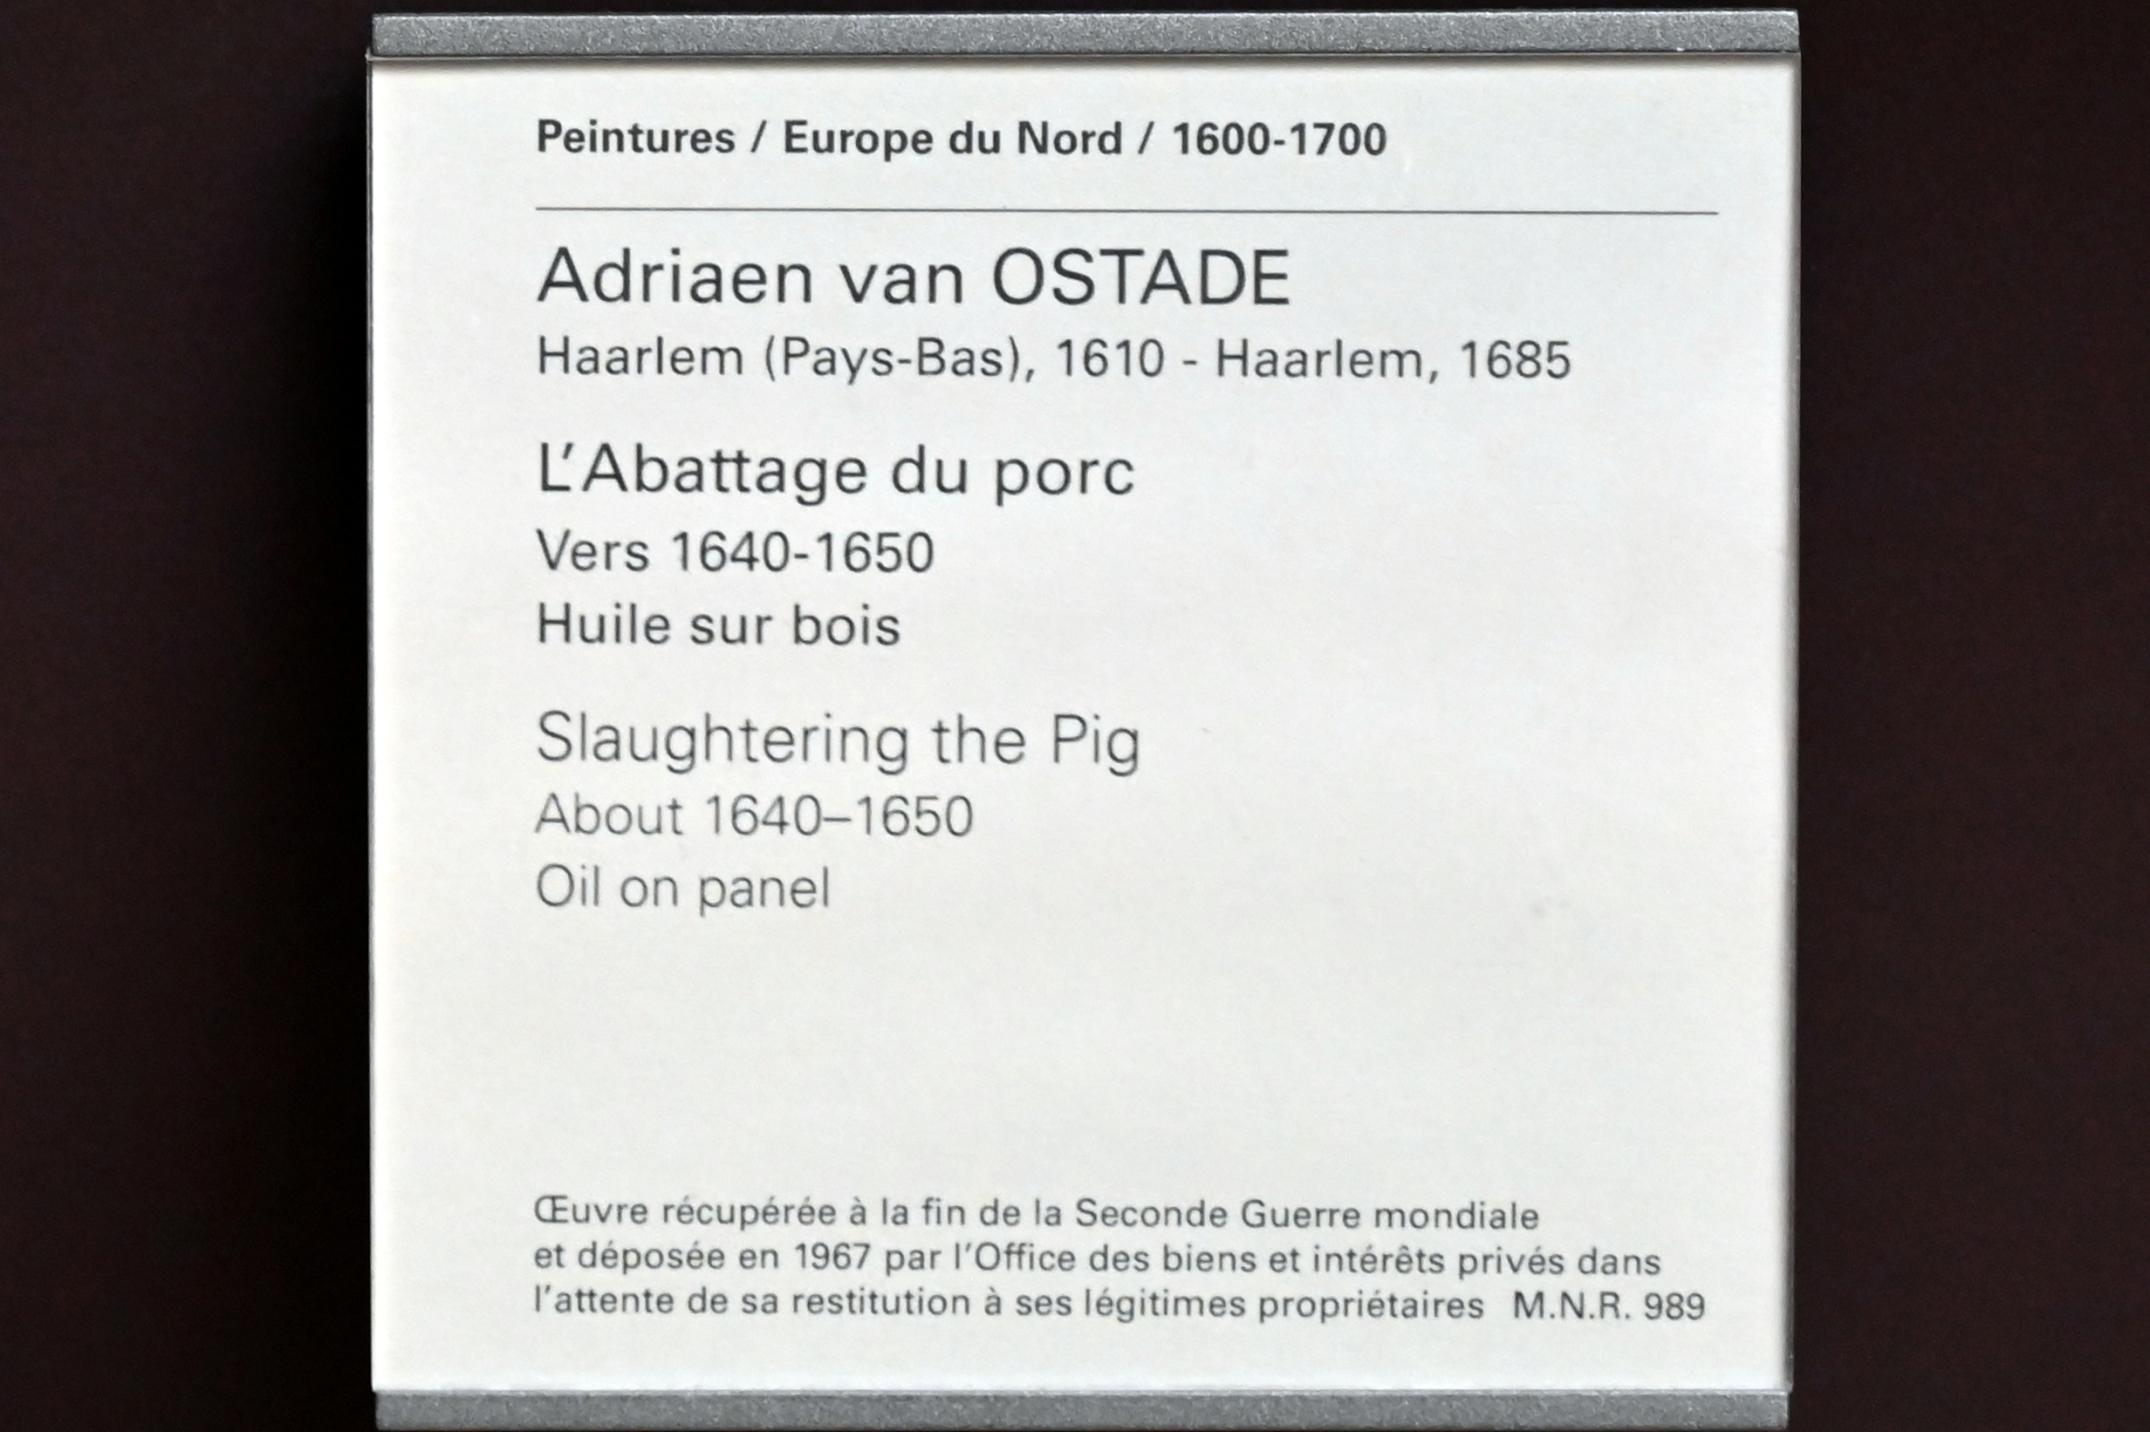 Peintures / Europe du Nord / 1600-1700
Adriaen van OSTADE
Haarlem (Pays-Bas), 1610 - Haarlem, 1685
L'Abattage du porc
Vers 1640-1650
Huile sur bois
Slaughtering the Pig
About 1640–1650
Oil on panel
Œuvre récupérée à la fin de la Seconde Guerre mondiale
et déposée en 1967 par l'Office des biens et intérêts privés dans
l'attente de sa restitution à ses légitimes propriétaires M.N.R. 989